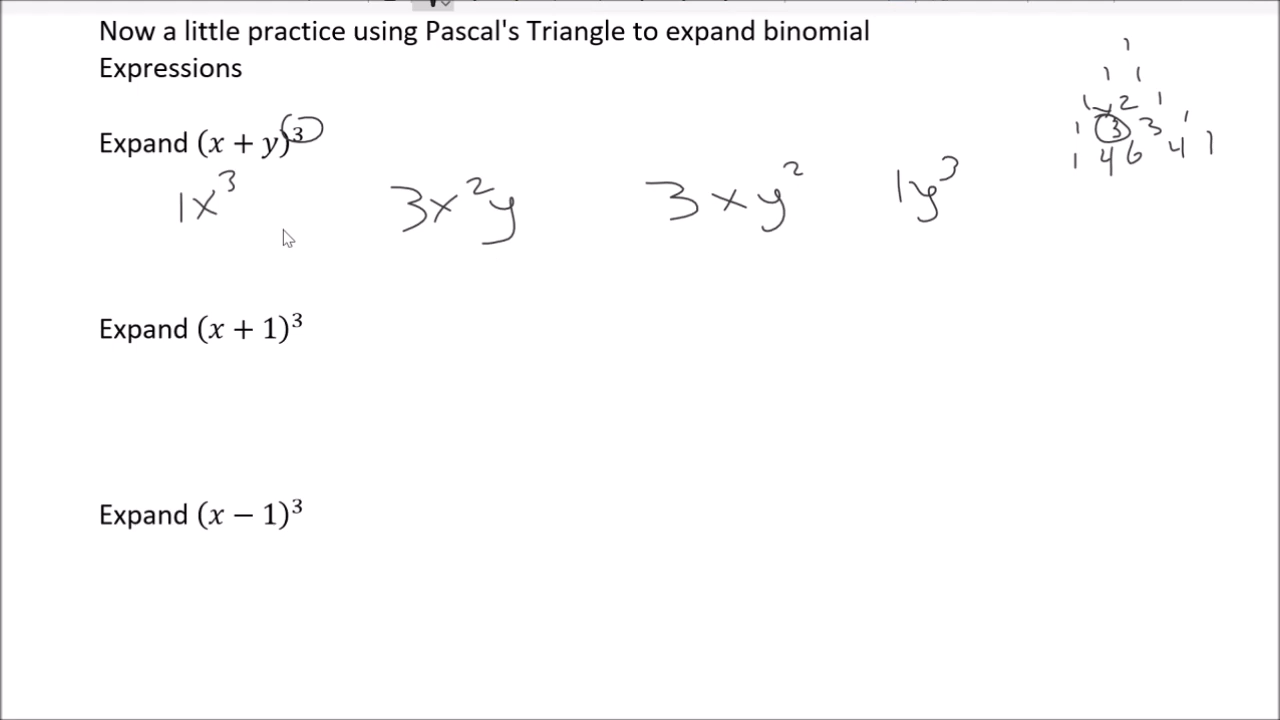 Now a little practice using Pascal's Triangle to expand binomial
Expressions
1
1 1
1 2 1
1 3 3 1
1 4 6 4 1
Expand (x + y)³
1x³ 3x²y 3xy² 1y³
Expand (x + 1)³
Expand (x − 1)³